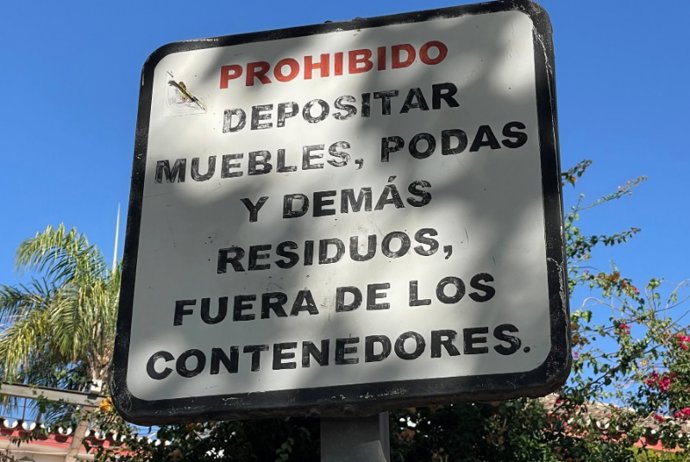 PROHIBIDO
DEPOSITAR
MUEBLES, PODAS
Y DEMÁS
RESIDUOS,
FUERA DE LOS
CONTENEDORES.